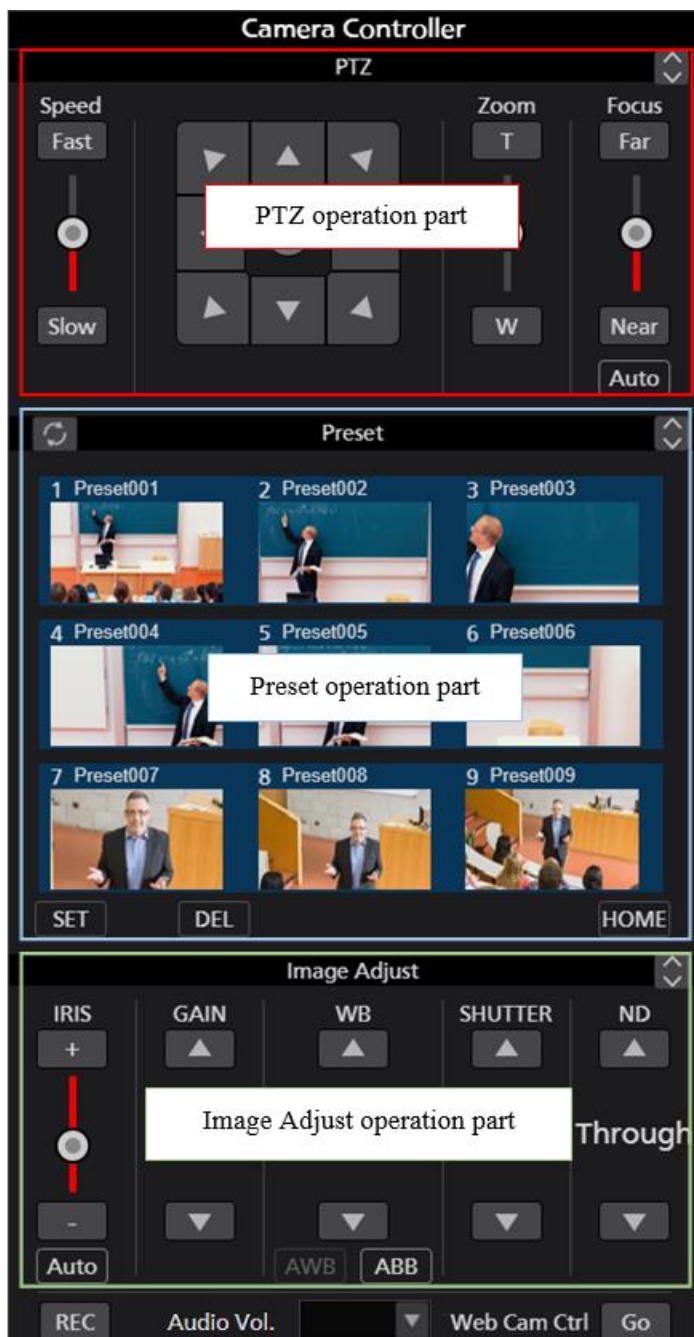 Camera Controller
PTZ
Speed Zoom Focus
Fast T Far
PTZ operation part
Slow W Near
Auto
Preset
1 Preset001 2 Preset002 3 Preset003
4 Preset004 5 Preset005 6 Preset006
Preset operation part
7 Preset007 8 Preset008 9 Preset009
SET DEL HOME
Image Adjust
IRIS GAIN WB SHUTTER ND
+
Image Adjust operation part Through
-
Auto AWB ABB
REC Audio Vol. Web Cam Ctrl Go